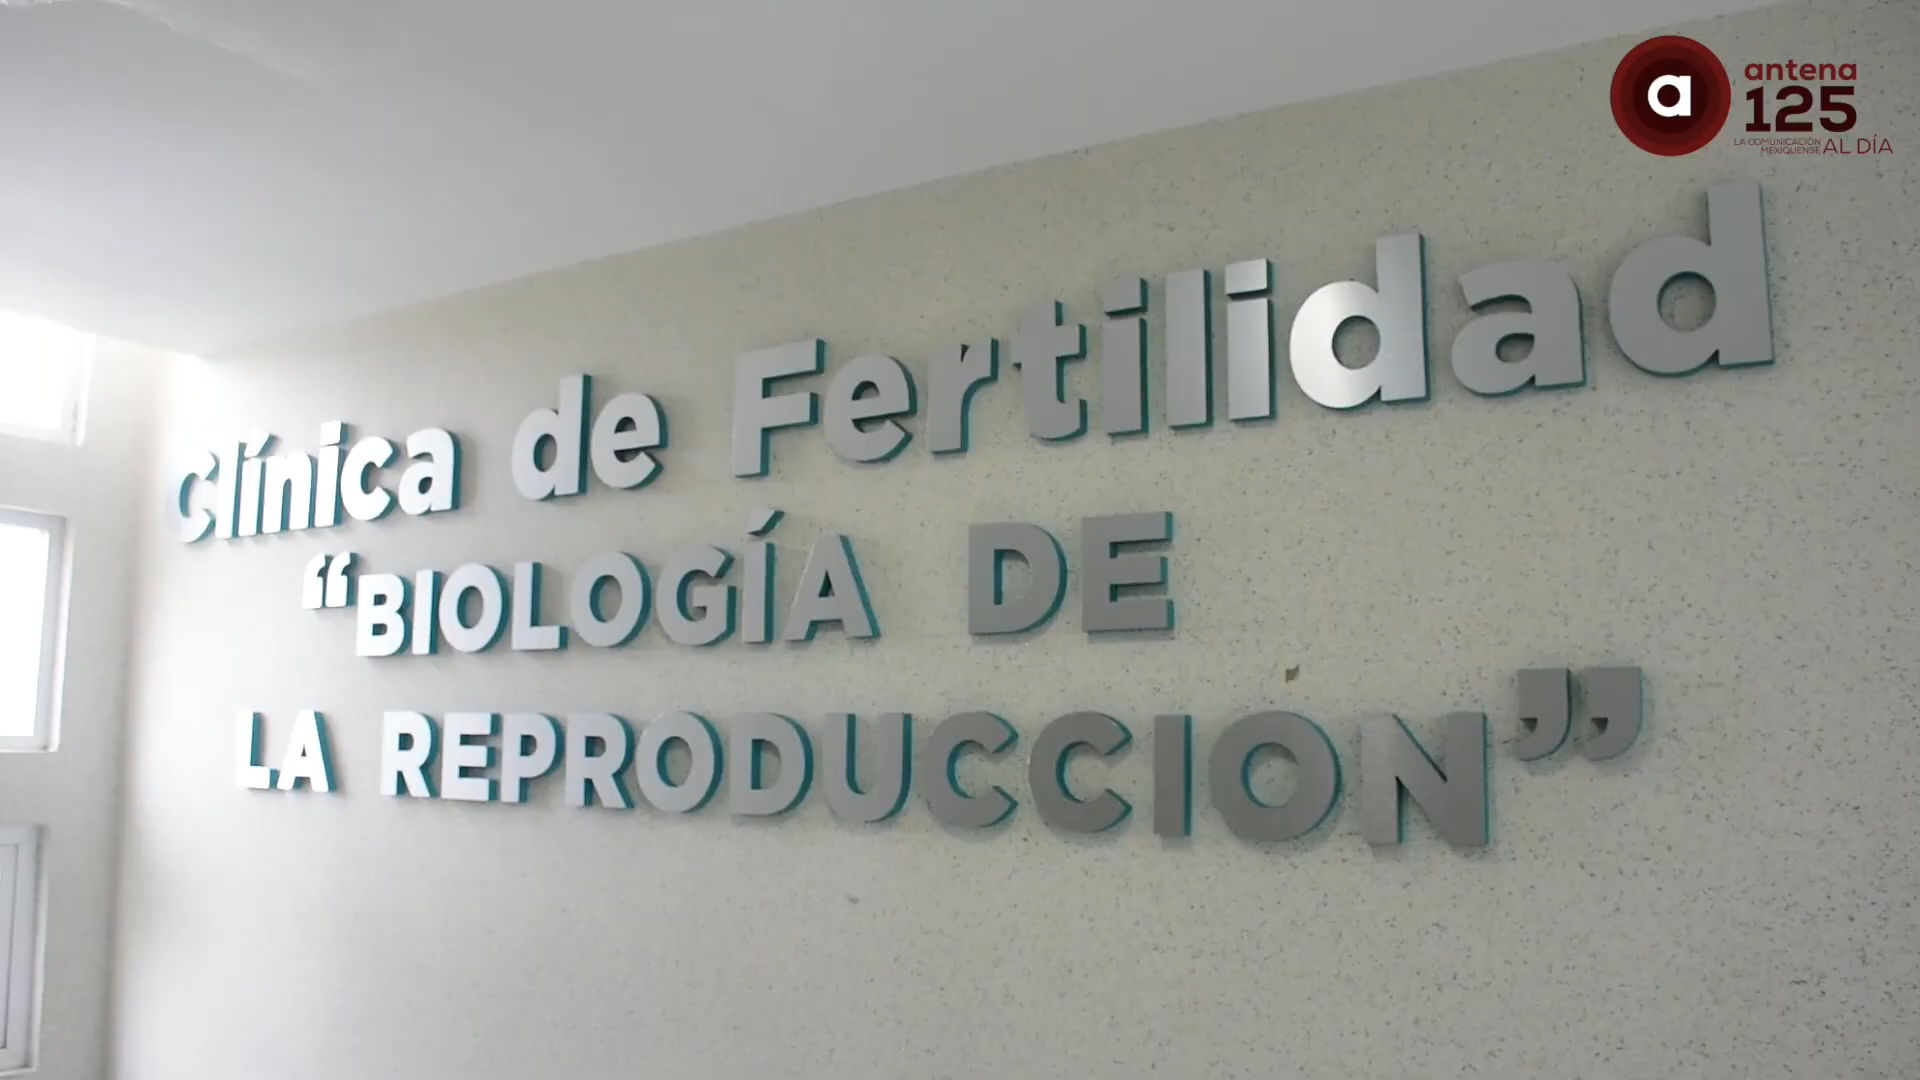 a
antena
125
LA COMUNICACIÓN
MEXIQUENSE AL DÍA
Clínica de Fertilidad
“BIOLOGÍA DE
LA REPRODUCCION”